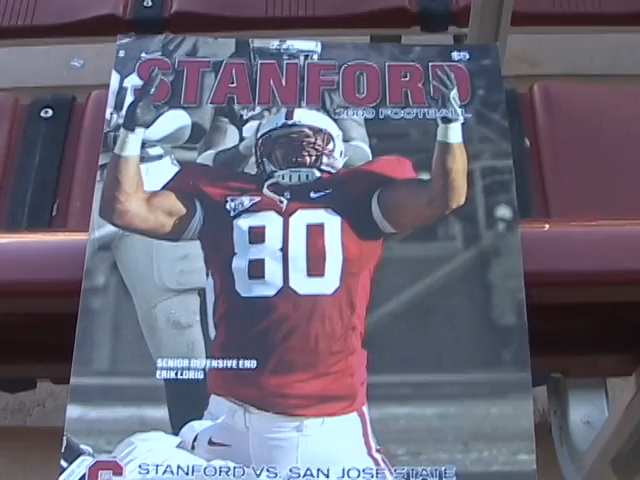 $5
STANFORD
2009 FOOTBALL
80
SENIOR DEFENSIVE END
ERIK LORIG
STANFORD VS. SAN JOSE STATE